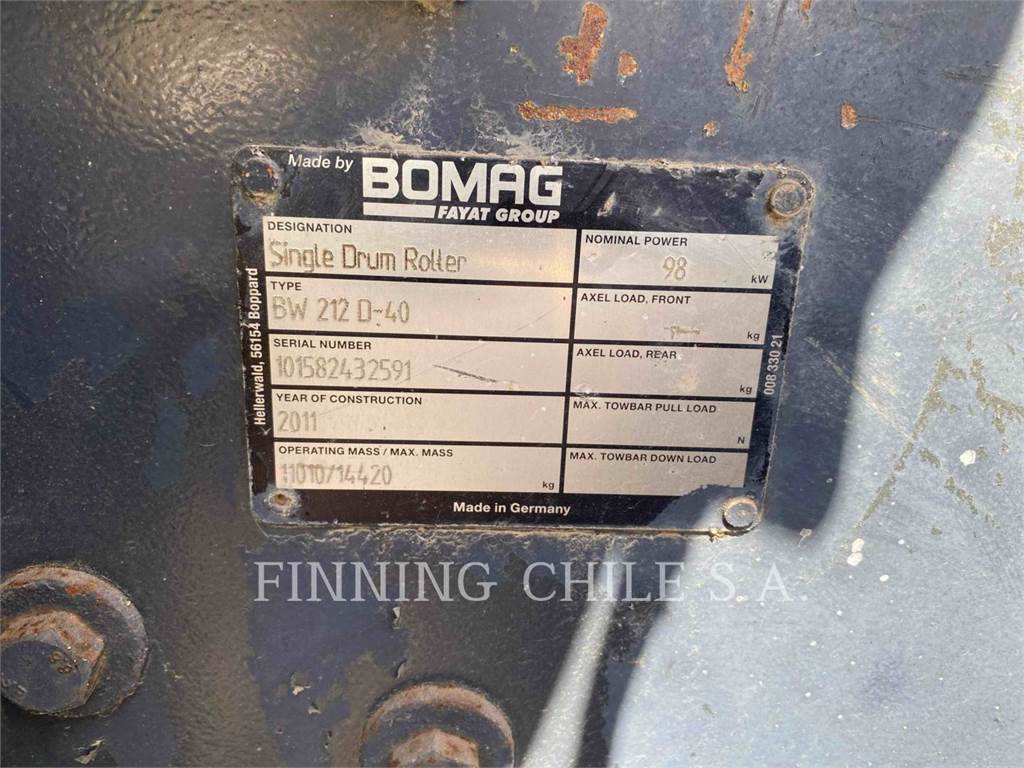 Made by BOMAG
FAYAT GROUP
DESIGNATION
Single Drum Roller
NOMINAL POWER
98 kW
TYPE
BW 212 D-40
AXEL LOAD, FRONT
kg
SERIAL NUMBER
101582432591
AXEL LOAD, REAR
kg
YEAR OF CONSTRUCTION
2011
MAX. TOWBAR PULL LOAD
N
OPERATING MASS / MAX. MASS
11010/14420 kg
MAX. TOWBAR DOWN LOAD
Made in Germany
Hellerwald, 56154 Boppard
008 330 21
FINNING CHILE S.A.